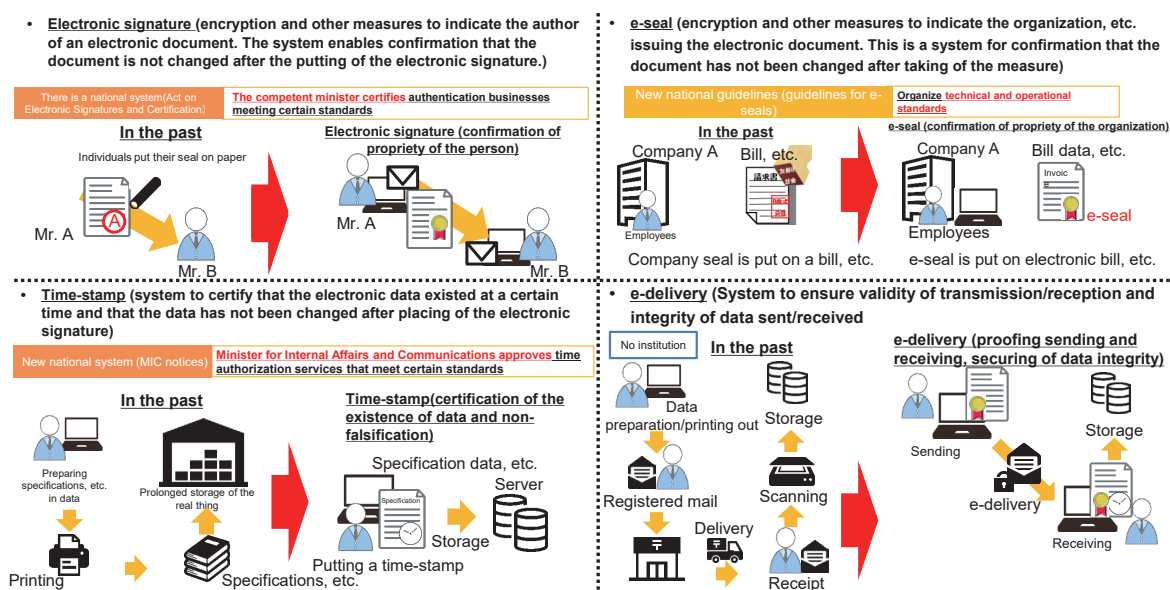 • Electronic signature (encryption and other measures to indicate the author
of an electronic document. The system enables confirmation that the
document is not changed after the putting of the electronic signature.)
There is a national system(Act on
Electronic Signatures and Certification)
The competent minister certifies authentication businesses
meeting certain standards
In the past
Individuals put their seal on paper
A
Mr. A
Mr. B
Electronic signature (confirmation of
propriety of the person)
Mr. A
Mr. B
• e-seal (encryption and other measures to indicate the organization, etc.
issuing the electronic document. This is a system for confirmation that the
document has not been changed after taking of the measure)
New national guidelines (guidelines for e-
seals)
Organize technical and operational
standards
In the past
Company A
Bill, etc.
請求書
Employees
Company seal is put on a bill, etc.
e-seal (confirmation of propriety of the organization)
Company A
Bill data, etc.
Invoic
e
e-seal
Employees
e-seal is put on electronic bill, etc.
• Time-stamp (system to certify that the electronic data existed at a certain
time and that the data has not been changed after placing of the electronic
signature)
New national system (MIC notices)
Minister for Internal Affairs and Communications approves time
authorization services that meet certain standards
In the past
Preparing
specifications, etc.
in data
Prolonged storage of the
real thing
Printing
Specifications, etc.
Time-stamp(certification of the
existence of data and non-
falsification)
Specification data, etc.
Server
Specification
Storage
Putting a time-stamp
• e-delivery (System to ensure validity of transmission/reception and
integrity of data sent/received
No institution
In the past
Data
preparation/printing out
Storage
Registered mail
Scanning
Delivery
〒
〒
Receipt
e-delivery (proofing sending and
receiving, securing of data integrity)
Sending
Storage
e-delivery
Receiving